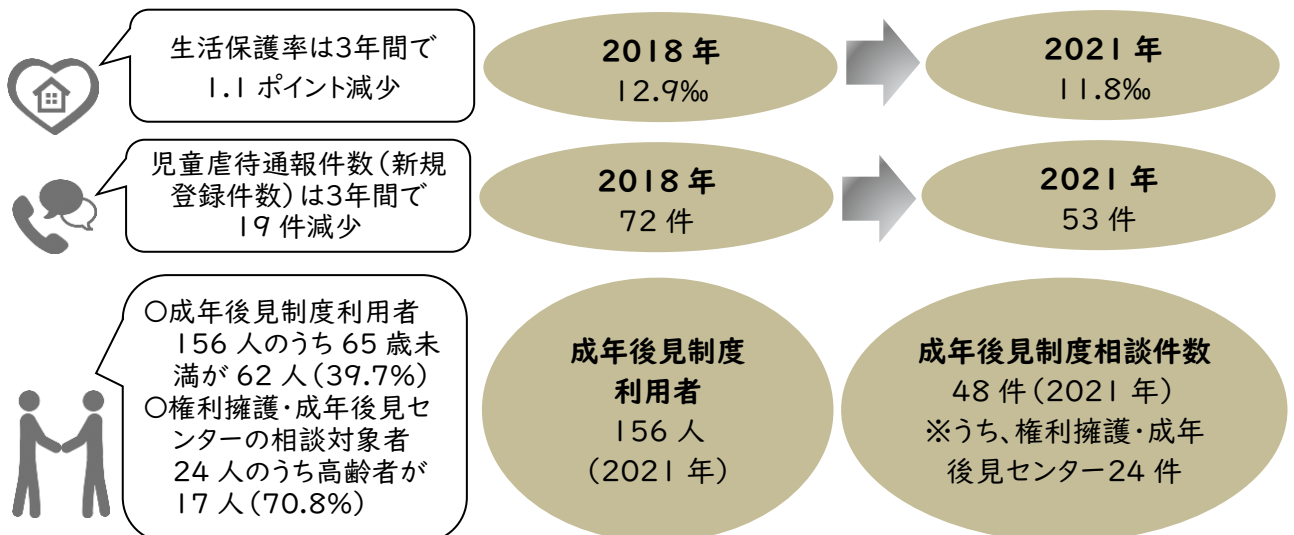 生活保護率は3年間で
1.1 ポイント減少
2018 年
12.9‰
2021 年
11.8‰
児童虐待通報件数(新規
登録件数)は3年間で
19 件減少
2018 年
72 件
2021 年
53 件
○成年後見制度利用者
156 人のうち 65 歳未
満が 62 人(39.7%)
○権利擁護・成年後見セ
ンターの相談対象者
24 人のうち高齢者が
17 人(70.8%)
成年後見制度
利用者
156 人
(2021 年)
成年後見制度相談件数
48 件(2021 年)
※うち、権利擁護・成年
後見センター24 件